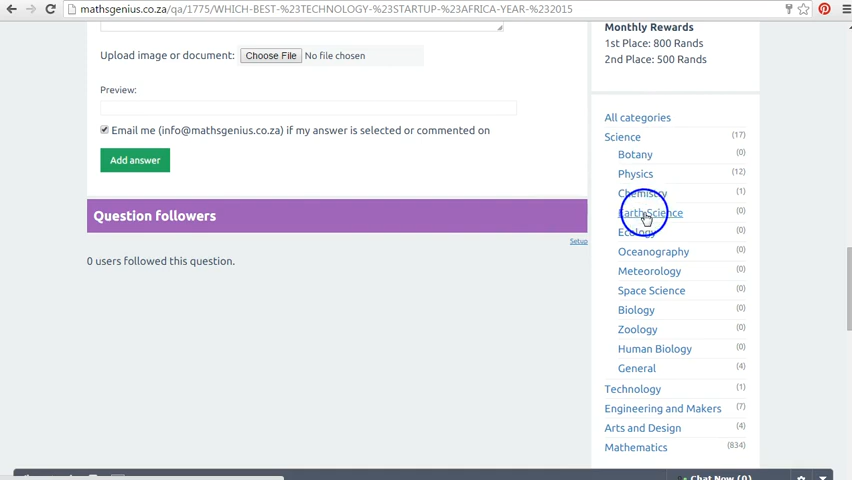 mathsgenius.co.za/qa/1775/WHICH-BEST-%23TECHNOLOGY-%23STARTUP-%23AFRICA-YEAR-%232015
Monthly Rewards
1st Place: 800 Rands
2nd Place: 500 Rands
Upload image or document: Choose File No file chosen
Preview:
Email me (info@mathsgenius.co.za) if my answer is selected or commented on
Add answer
Question followers
Setup
0 users followed this question.
All categories
Science (17)
Botany (0)
Physics (12)
Chemistry (1)
Earth Science (0)
Ecology (0)
Oceanography (0)
Meteorology (0)
Space Science (0)
Biology (0)
Zoology (0)
Human Biology (0)
General (4)
Technology (1)
Engineering and Makers (7)
Arts and Design (4)
Mathematics (834)
Chat Now (0)